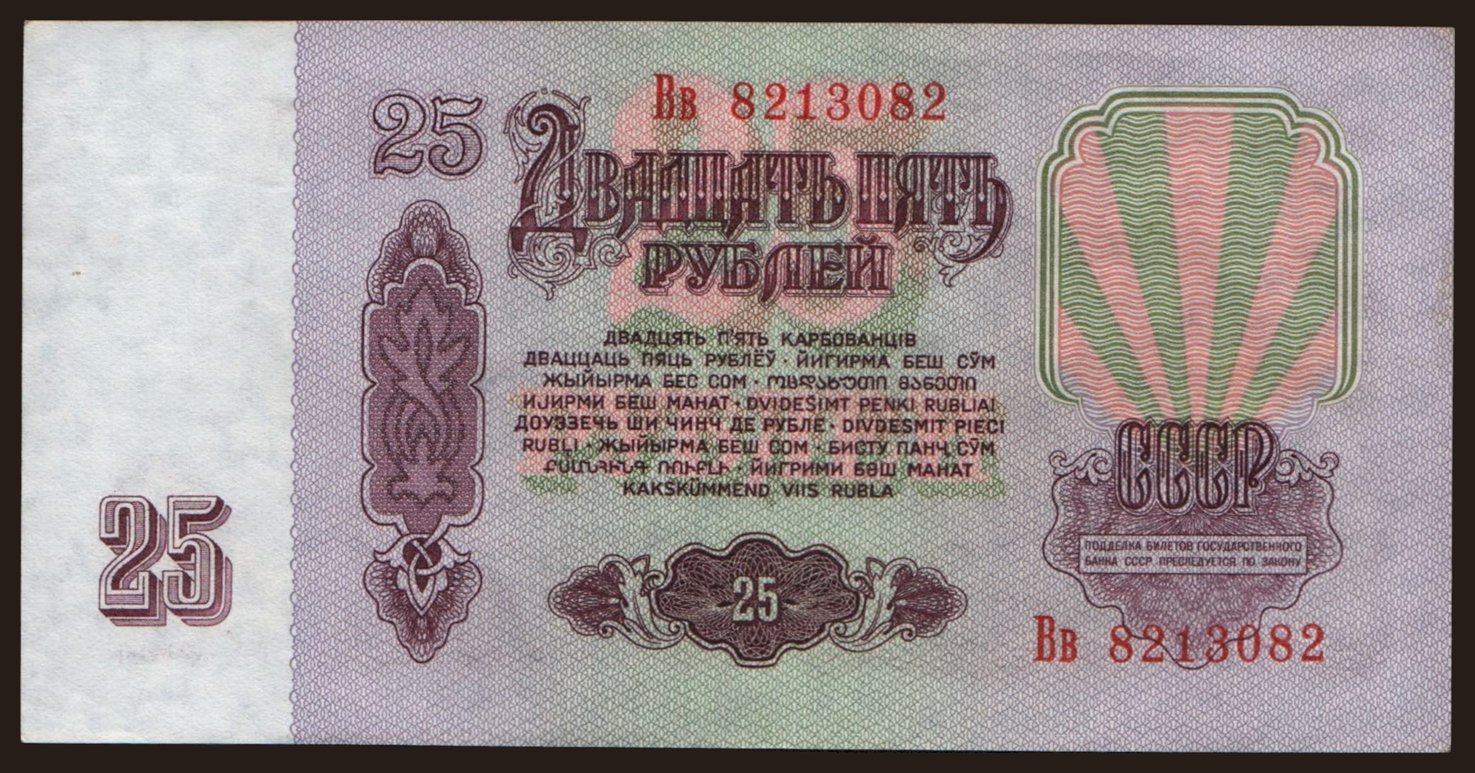 Вв 8213082
25
ДВАДЦАТЬ ПЯТЬ
РУБЛЕЙ
ДВАДЦЯТЬ П'ЯТЬ КАРБОВАНЦІВ
ДВАЦЦАЦЬ ПЯЦЬ РУБЛЁЎ · ЙИГИРМА БЕШ СЎМ
ЖЫЙЫРМА БЕС СОМ · ᲝᲪᲓᲐᲮᲣᲗᲘ ᲛᲐᲜᲔᲗᲘ
ИЈИРМИ БЕШ МАНАТ · DVIDEŠIMT PENKI RUBLIAI
ДОУЭЗЕЧЬ ШИ ЧИНЧ ДЕ РУБЛЕ · DIVDESMIT PIECI
RUBLI · ЖЫЙЫРМА БЕШ СОМ · БИСТУ ПАНҶ СЎМ
ՔՍԱՆՀԻՆԳ ՌՈՒԲԼԻ · ЙИГРИМИ БӘШ МАНАТ
KAKSKÜMMEND VIIS RUBLA
СССР
ПОДДЕЛКА БИЛЕТОВ ГОСУДАРСТВЕННОГО
БАНКА СССР ПРЕСЛЕДУЕТСЯ ПО ЗАКОНУ
25
25
Вв 8213082